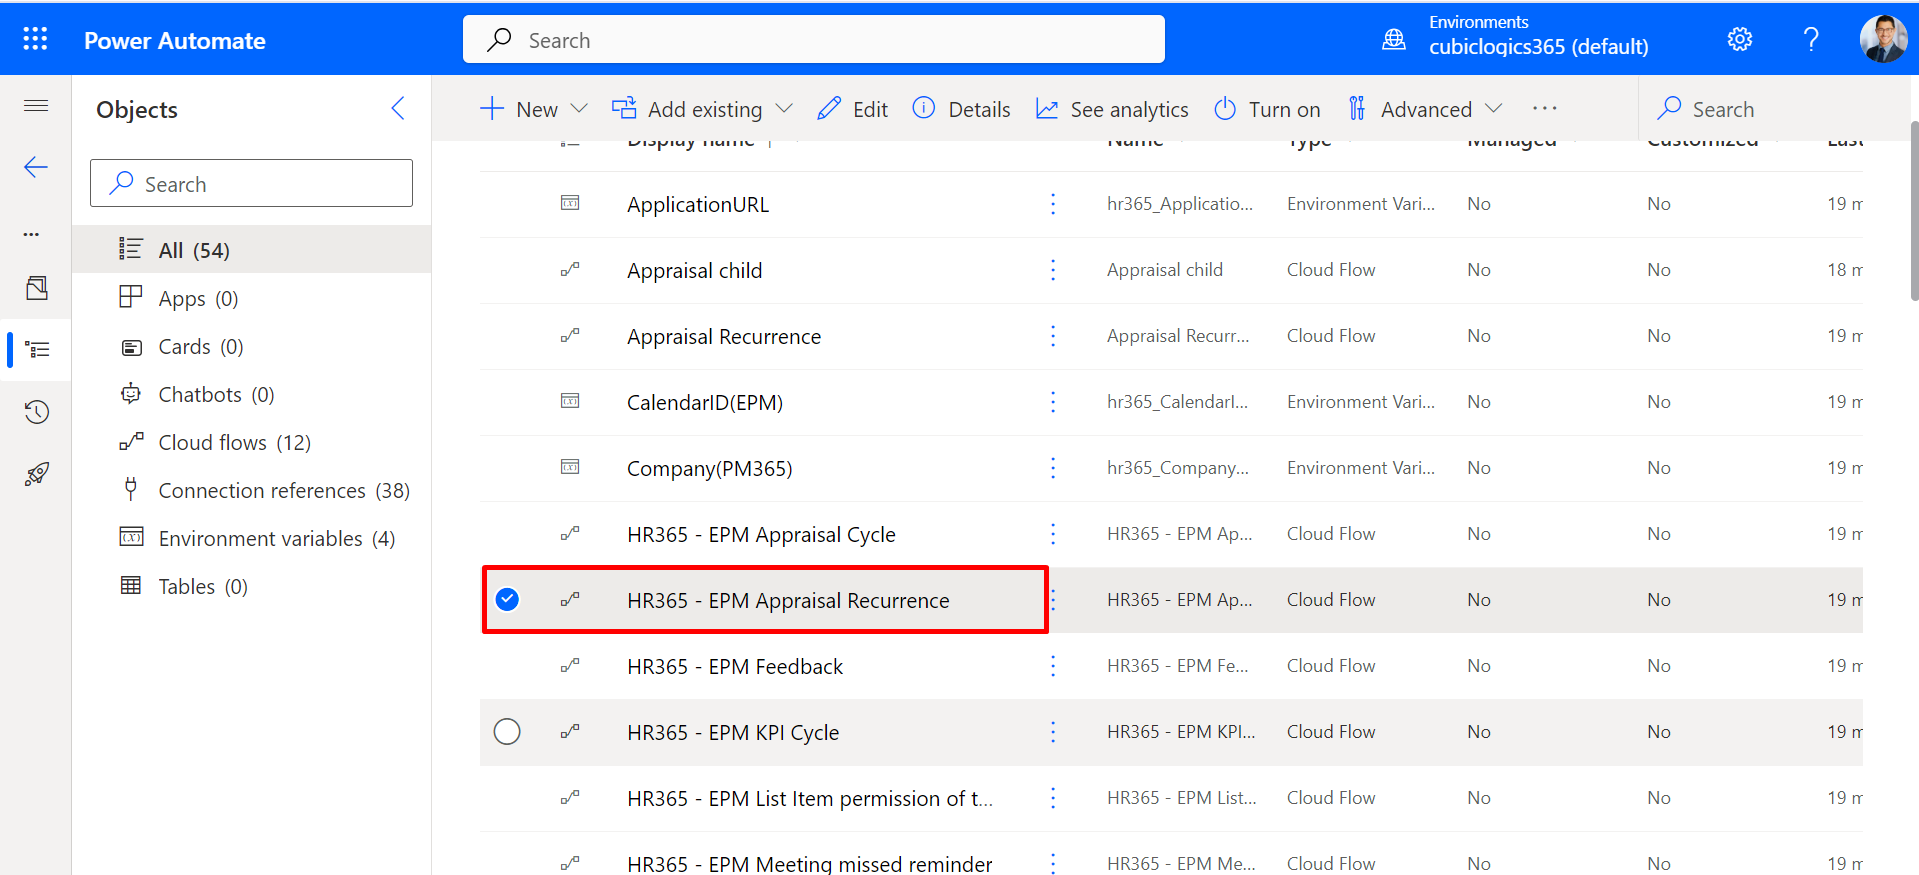 Power Automate
Search
Environments
cubiclogics365 (default)
Objects
New
Add existing
Edit
Details
See analytics
Turn on
Advanced
Search
Search
All (54)
Apps (0)
Cards (0)
Chatbots (0)
Cloud flows (12)
Connection references (38)
Environment variables (4)
Tables (0)
Display name Name Type Managed Customized Last
ApplicationURL hr365_Applicatio... Environment Vari... No No 19 m
Appraisal child Appraisal child Cloud Flow No No 18 m
Appraisal Recurrence Appraisal Recurr... Cloud Flow No No 19 m
CalendarID(EPM) hr365_CalendarI... Environment Vari... No No 19 m
Company(PM365) hr365_Company... Environment Vari... No No 19 m
HR365 - EPM Appraisal Cycle HR365 - EPM Ap... Cloud Flow No No 19 m
HR365 - EPM Appraisal Recurrence HR365 - EPM Ap... Cloud Flow No No 19 m
HR365 - EPM Feedback HR365 - EPM Fe... Cloud Flow No No 19 m
HR365 - EPM KPI Cycle HR365 - EPM KPI... Cloud Flow No No 19 m
HR365 - EPM List Item permission of t... HR365 - EPM List... Cloud Flow No No 19 m
HR365 - EPM Meeting missed reminder HR365 - EPM Me... Cloud Flow No No 19 m